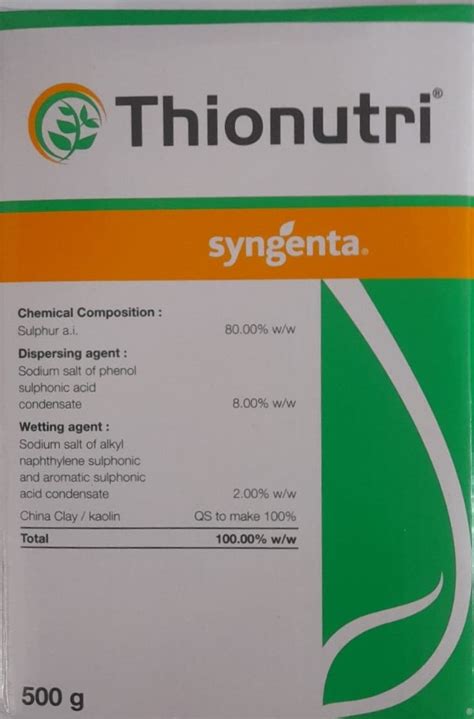 Thionutri®
syngenta®
Chemical Composition :
Sulphur a.i. 80.00% w/w
Dispersing agent :
Sodium salt of phenol
sulphonic acid
condensate 8.00% w/w
Wetting agent :
Sodium salt of alkyl
naphthylene sulphonic
and aromatic sulphonic
acid condensate 2.00% w/w
China Clay / kaolin QS to make 100%
Total 100.00% w/w
500 g